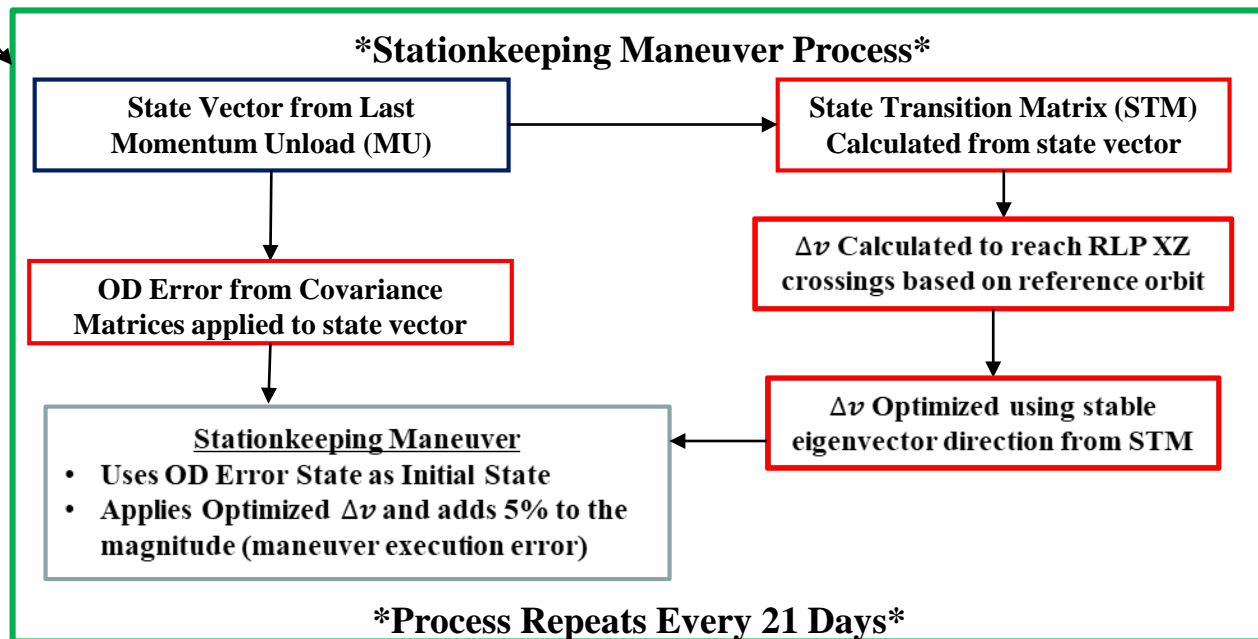 *Stationkeeping Maneuver Process*
State Vector from Last
Momentum Unload (MU)
State Transition Matrix (STM)
Calculated from state vector
Δ𝒗 Calculated to reach RLP XZ
crossings based on reference orbit
OD Error from Covariance
Matrices applied to state vector
Δ𝒗 Optimized using stable
eigenvector direction from STM
Stationkeeping Maneuver
• Uses OD Error State as Initial State
• Applies Optimized Δ𝒗 and adds 5% to the
magnitude (maneuver execution error)
*Process Repeats Every 21 Days*